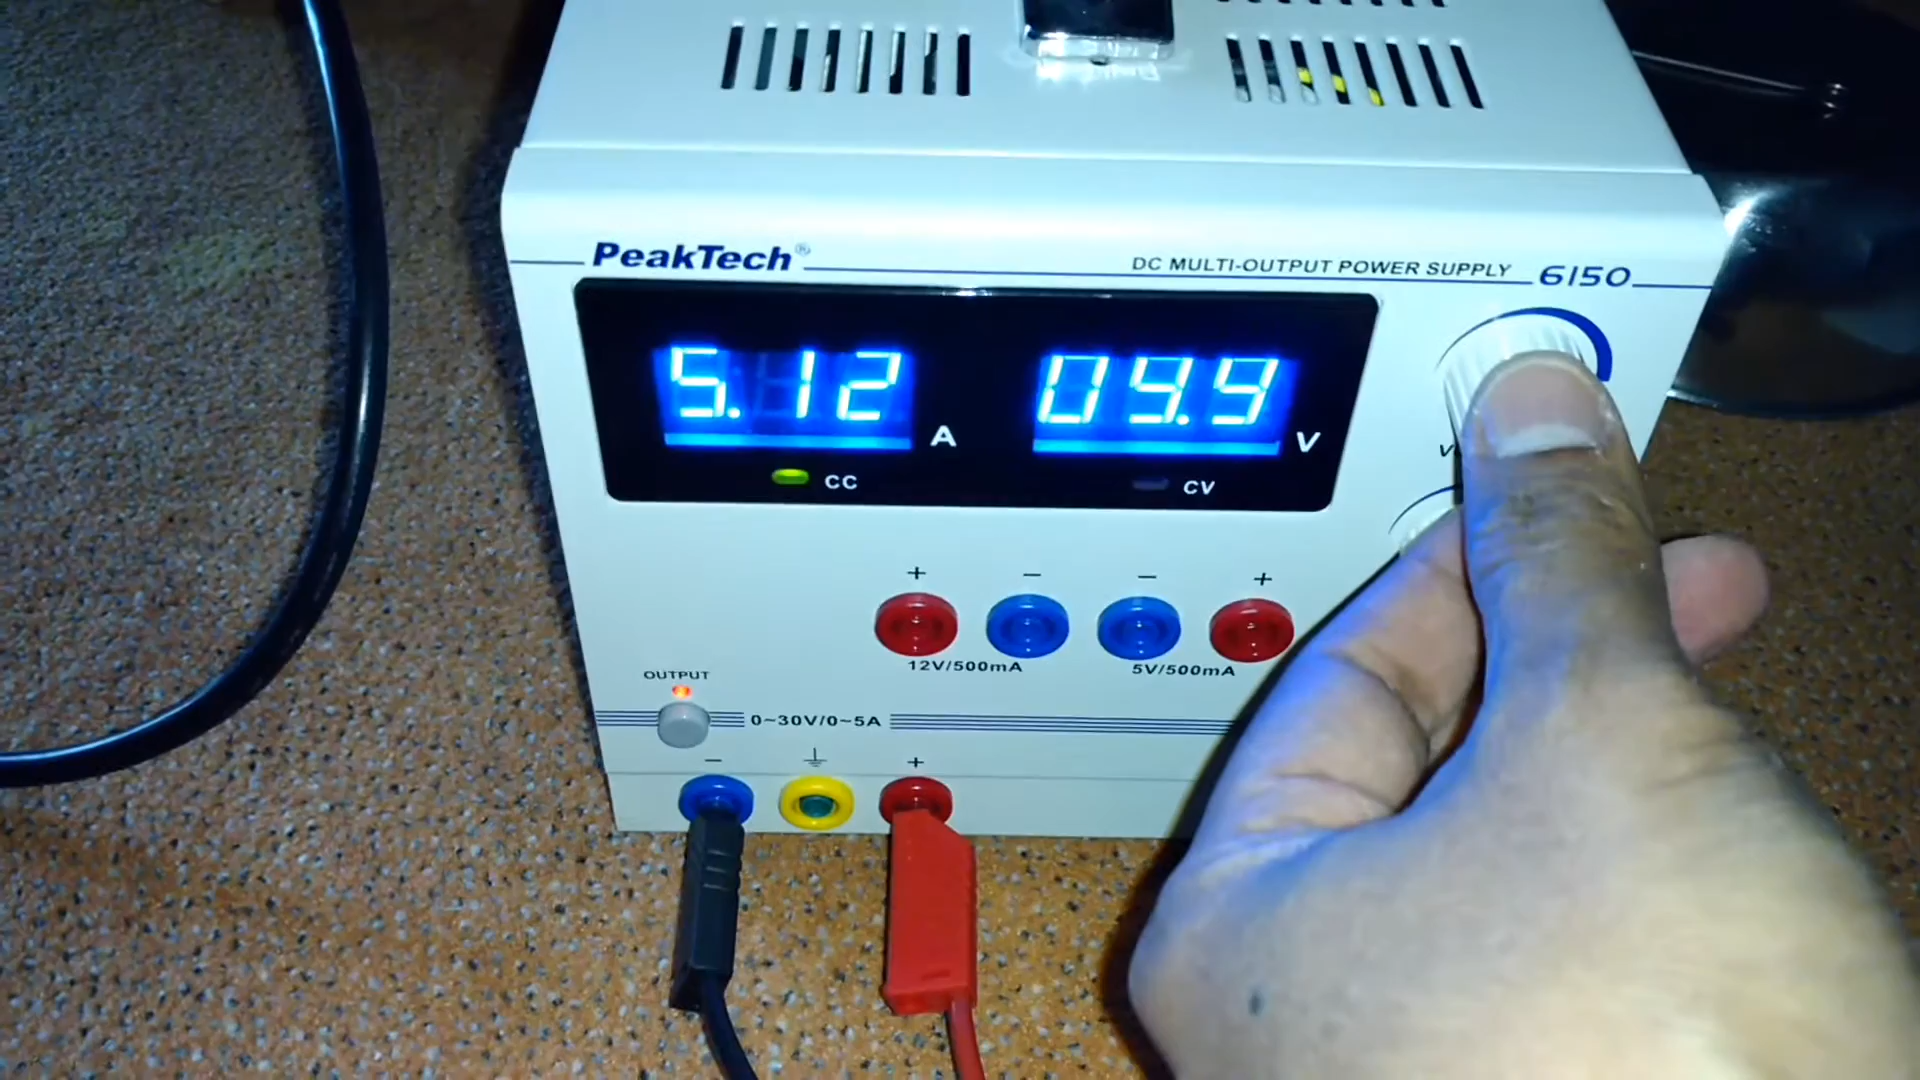 PeakTech®
DC MULTI-OUTPUT POWER SUPPLY 6150
5.12 A
09.9 V
CC
CV
V
+ - - +
12V/500mA
5V/500mA
OUTPUT
0~30V/0~5A
- +